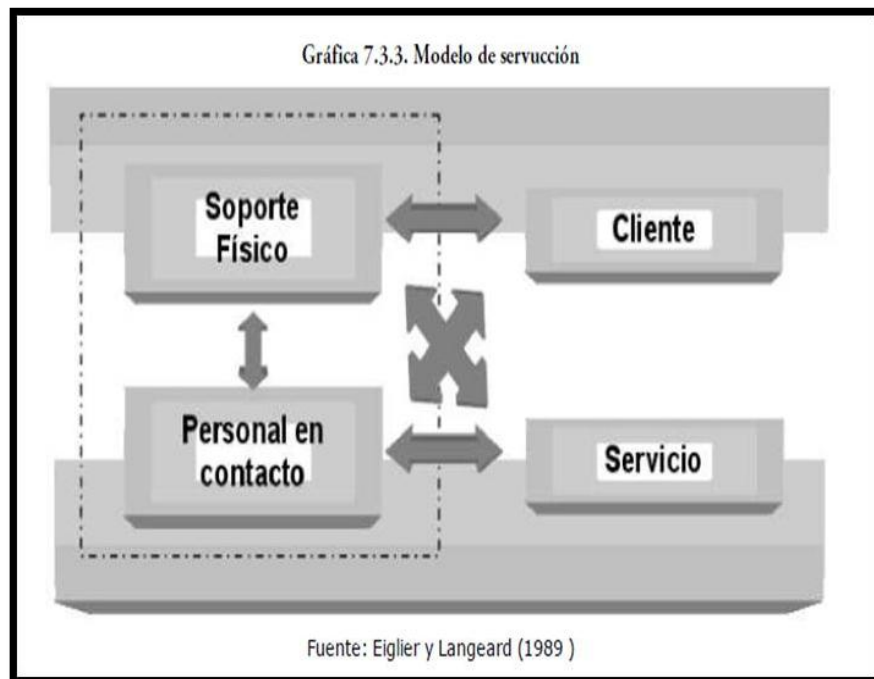 Gráfica 7.3.3. Modelo de servucción
Soporte
Físico
Cliente
Personal en
contacto
Servicio
Fuente: Eiglier y Langeard (1989 )